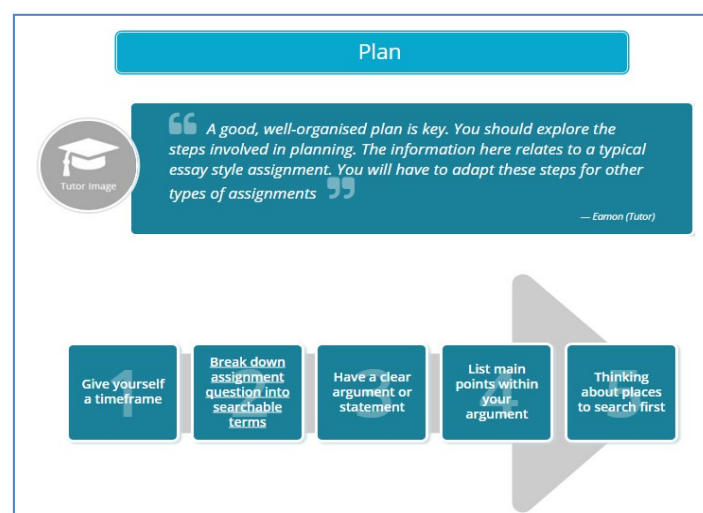 Plan
“ A good, well-organised plan is key. You should explore the
steps involved in planning. The information here relates to a typical
essay style assignment. You will have to adapt these steps for other
types of assignments ”
— Eamon (Tutor)
Tutor Image
1
Give yourself
a timeframe
2
Break down
assignment
question into
searchable
terms
3
Have a clear
argument or
statement
4
List main
points within
your
argument
5
Thinking
about places
to search first